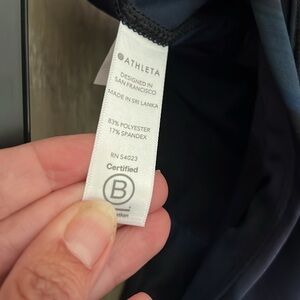 ATHLETA
DESIGNED IN
SAN FRANCISCO
MADE IN SRI LANKA
83% POLYESTER
17% SPANDEX
RN 54023
Certified
B